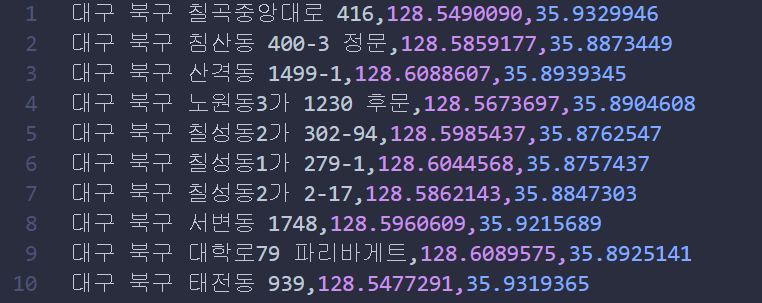 1 대구 북구 칠곡중앙대로 416,128.5490090,35.9329946
2 대구 북구 침산동 400-3 정문,128.5859177,35.8873449
3 대구 북구 산격동 1499-1,128.6088607,35.8939345
4 대구 북구 노원동3가 1230 후문,128.5673697,35.8904608
5 대구 북구 칠성동2가 302-94,128.5985437,35.8762547
6 대구 북구 칠성동1가 279-1,128.6044568,35.8757437
7 대구 북구 칠성동2가 2-17,128.5862143,35.8847303
8 대구 북구 서변동 1748,128.5960609,35.9215689
9 대구 북구 대학로79 파리바게트,128.6089575,35.8925141
10 대구 북구 태전동 939,128.5477291,35.9319365